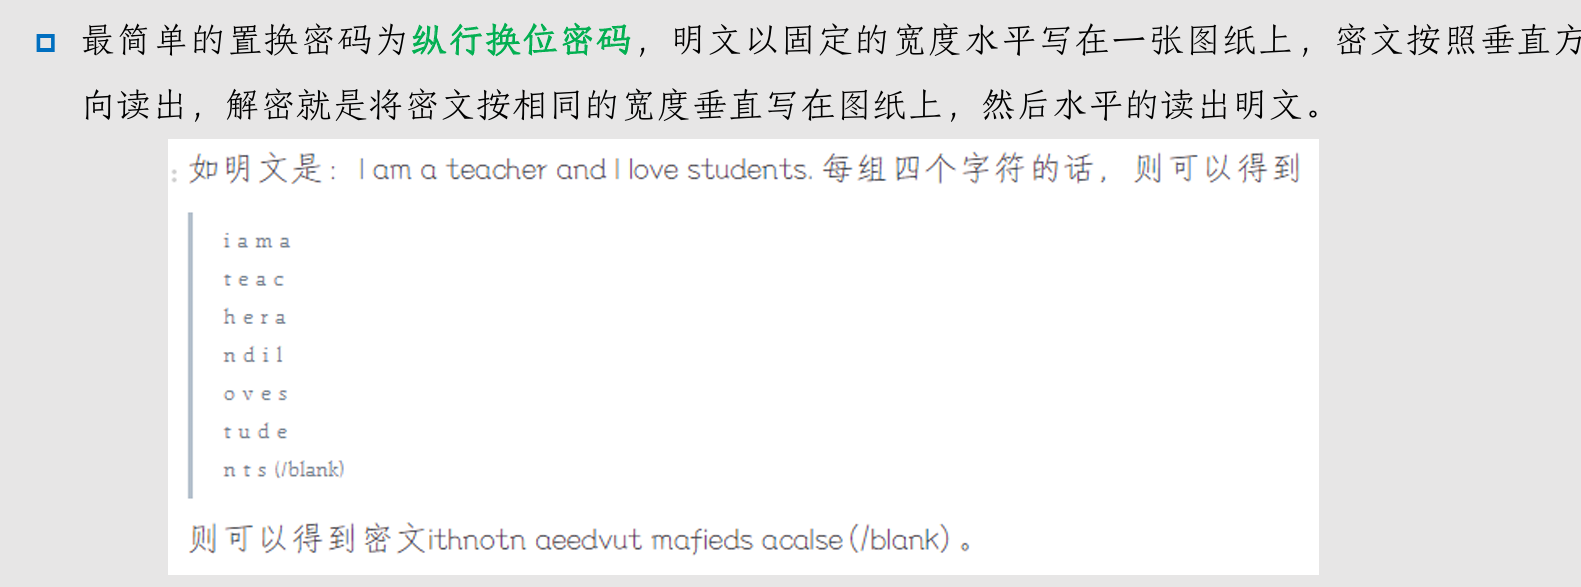 最简单的置换密码为纵行换位密码，明文以固定的宽度水平写在一张图纸上，密文按照垂直方
向读出，解密就是将密文按相同的宽度垂直写在图纸上，然后水平的读出明文。
：如明文是：I am a teacher and I love students. 每组四个字符的话，则可以得到
i a m a
t e a c
h e r a
n d i l
o v e s
t u d e
n t s (/blank)
则可以得到密文ithnotn aeedvut mafieds acalse (/blank) 。